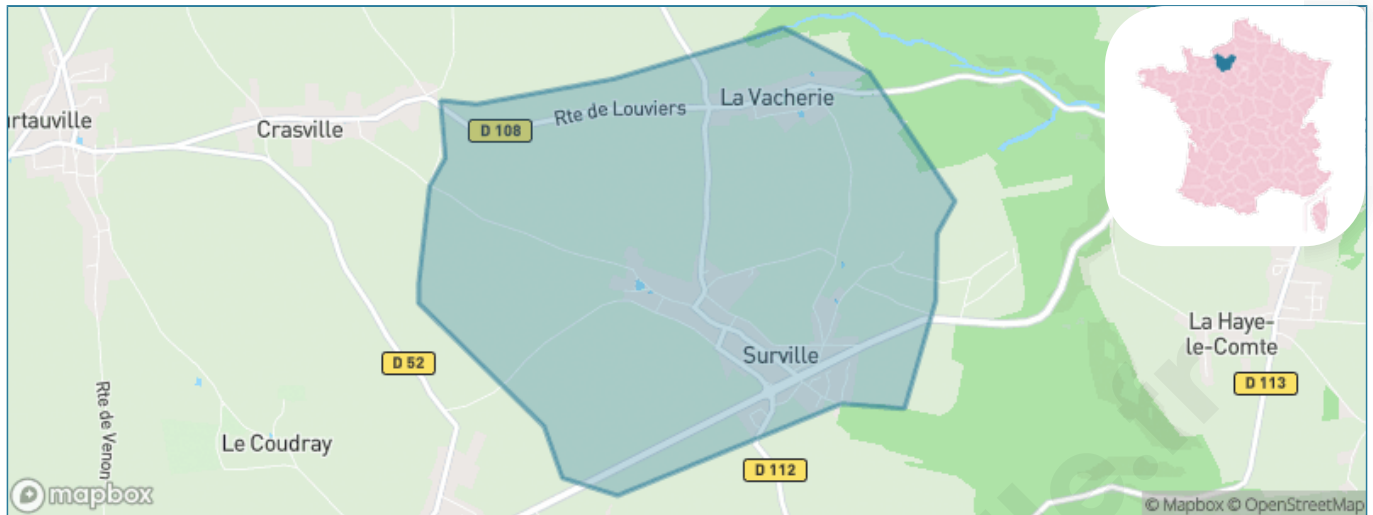 La Vacherie
Rte de Louviers
urtauville
Crasville
D 108
La Haye-
le-Comte
Surville
D 52
D 113
Rte de Venon
Le Coudray
D 112
mapbox
© Mapbox © OpenStreetMap